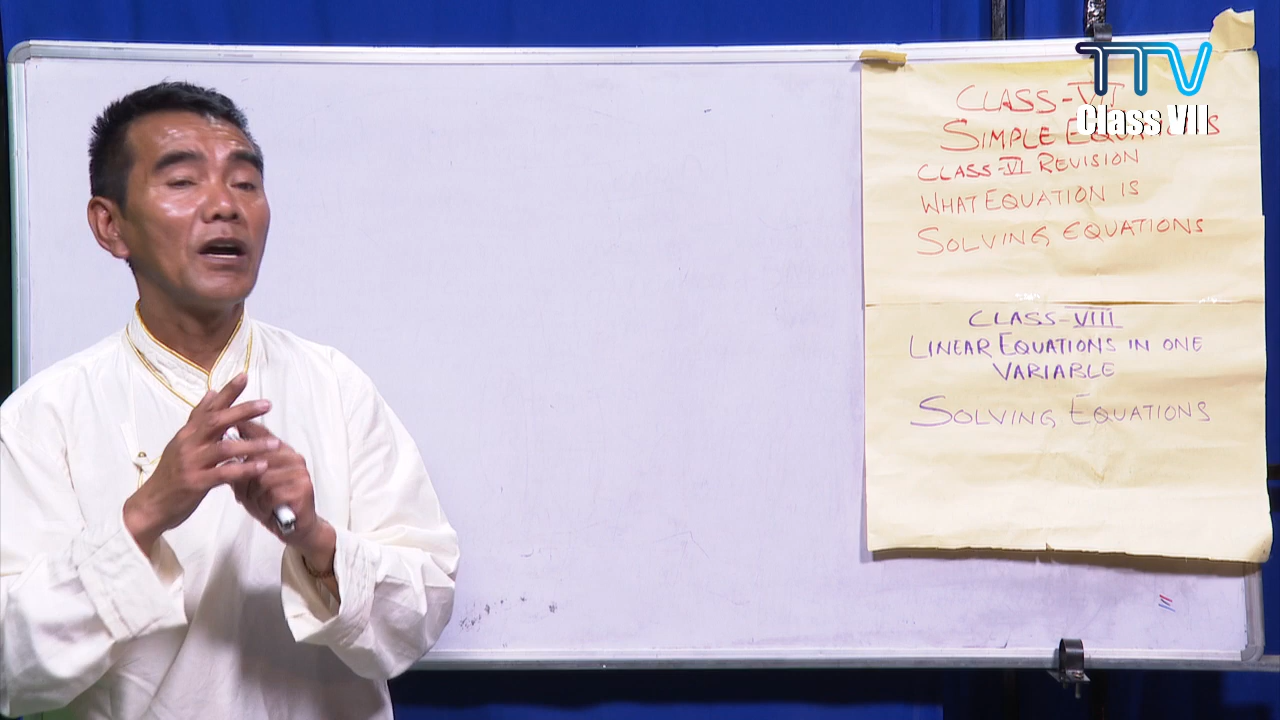 TTV
Class VII
CLASS-VII
SIMPLE EQUATIONS
CLASS-VI REVISION
WHAT EQUATION IS
SOLVING EQUATIONS
CLASS-VIII
LINEAR EQUATIONS IN ONE
VARIABLE
SOLVING EQUATIONS